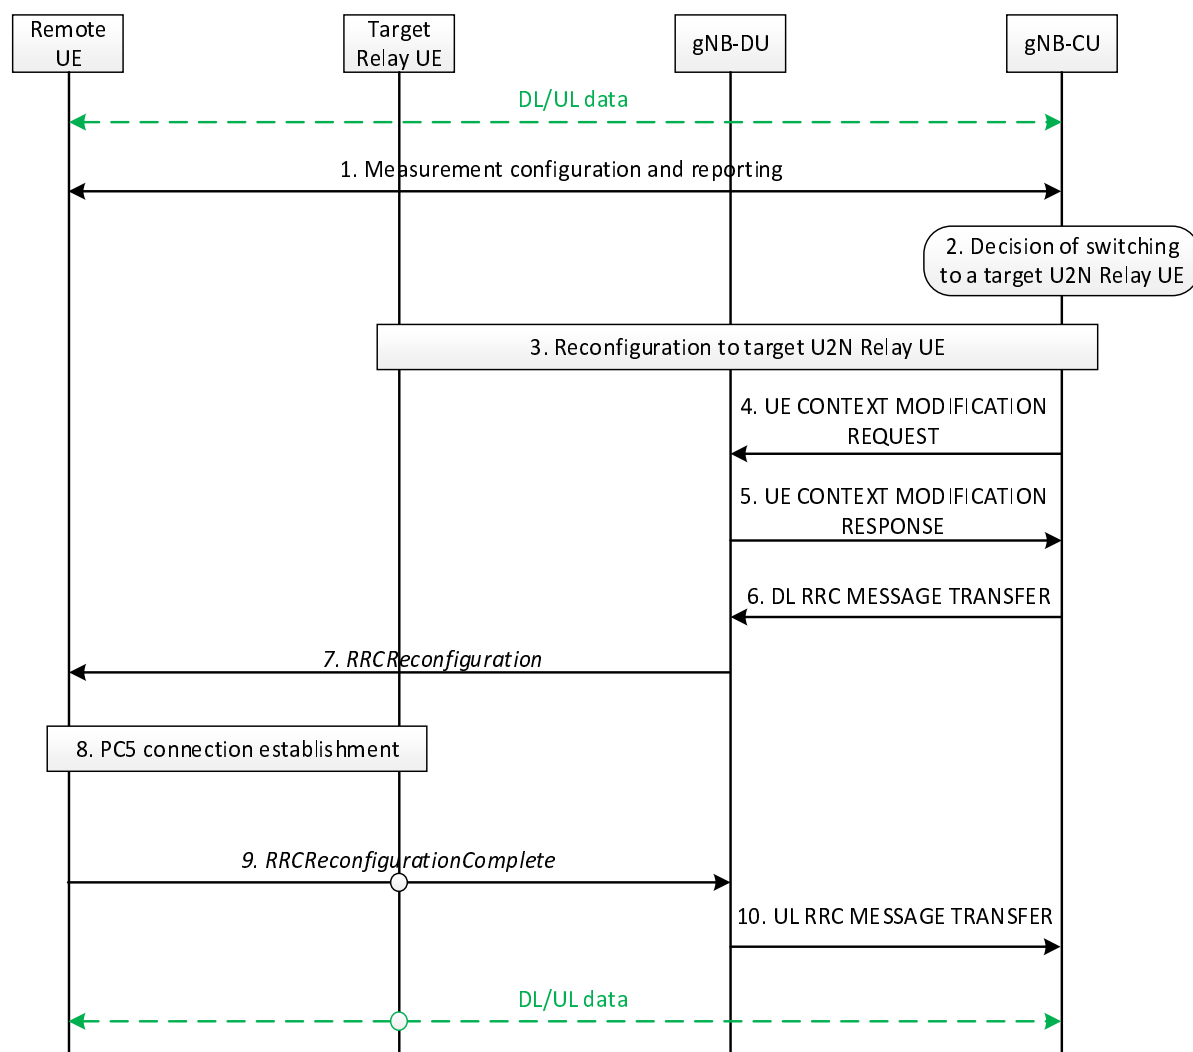 Remote
UE
Target
Relay UE
gNB-DU
gNB-CU
DL/UL data
1. Measurement configuration and reporting
2. Decision of switching
to a target U2N Relay UE
3. Reconfiguration to target U2N Relay UE
4. UE CONTEXT MODIFICATION
REQUEST
5. UE CONTEXT MODIFICATION
RESPONSE
6. DL RRC MESSAGE TRANSFER
7. RRCReconfiguration
8. PC5 connection establishment
9. RRCReconfigurationComplete
10. UL RRC MESSAGE TRANSFER
DL/UL data